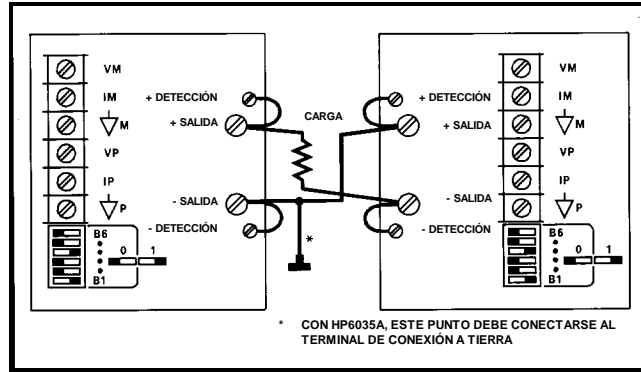 VM
IM
M
VP
IP
P
B6
0 1
B1
+ DETECCIÓN
+ SALIDA
- SALIDA
- DETECCIÓN
CARGA
*
+ DETECCIÓN
+ SALIDA
- SALIDA
- DETECCIÓN
VM
IM
M
VP
IP
P
B6
0 1
B1
* CON HP6035A, ESTE PUNTO DEBE CONECTARSE AL
TERMINAL DE CONEXIÓN A TIERRA